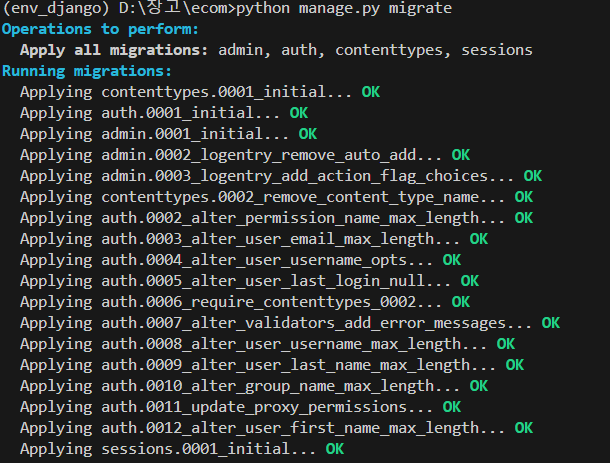 (env_django) D:\장고\ecom>python manage.py migrate
Operations to perform:
  Apply all migrations: admin, auth, contenttypes, sessions
Running migrations:
  Applying contenttypes.0001_initial... OK
  Applying auth.0001_initial... OK
  Applying admin.0001_initial... OK
  Applying admin.0002_logentry_remove_auto_add... OK
  Applying admin.0003_logentry_add_action_flag_choices... OK
  Applying contenttypes.0002_remove_content_type_name... OK
  Applying auth.0002_alter_permission_name_max_length... OK
  Applying auth.0003_alter_user_email_max_length... OK
  Applying auth.0004_alter_user_username_opts... OK
  Applying auth.0005_alter_user_last_login_null... OK
  Applying auth.0006_require_contenttypes_0002... OK
  Applying auth.0007_alter_validators_add_error_messages... OK
  Applying auth.0008_alter_user_username_max_length... OK
  Applying auth.0009_alter_user_last_name_max_length... OK
  Applying auth.0010_alter_group_name_max_length... OK
  Applying auth.0011_update_proxy_permissions... OK
  Applying auth.0012_alter_user_first_name_max_length... OK
  Applying sessions.0001_initial... OK